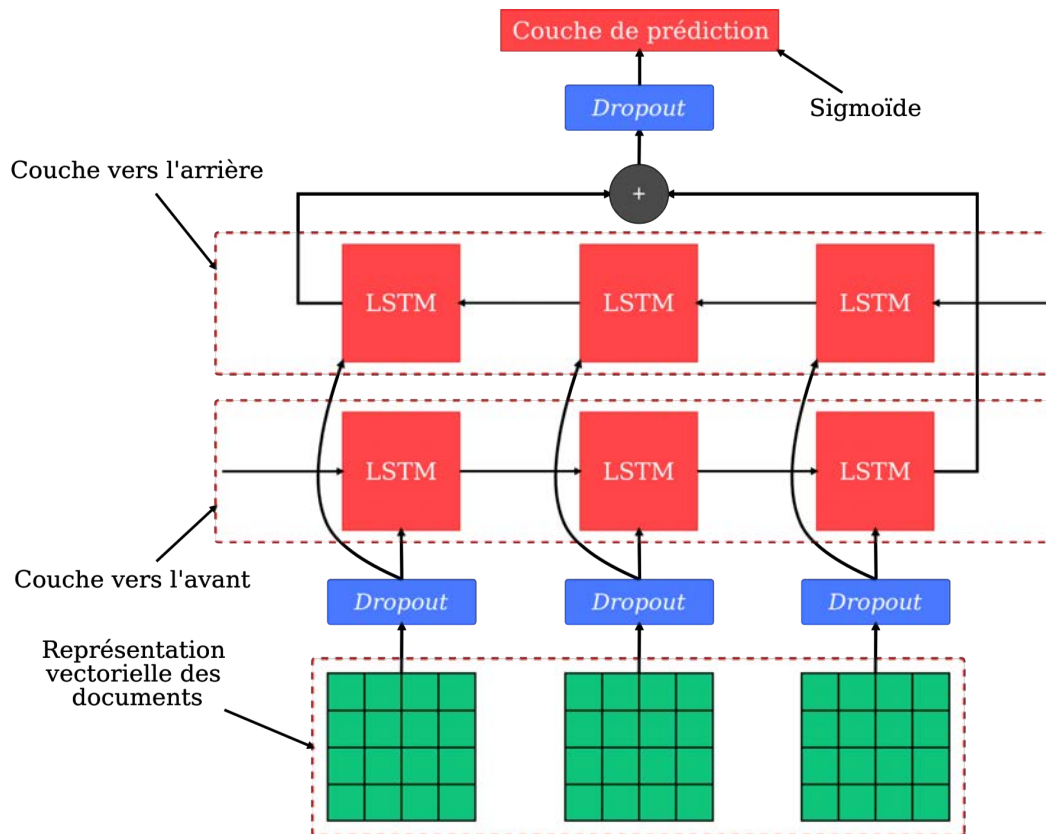 Couche de prédiction
Dropout
Sigmoïde
Couche vers l'arrière
+
LSTM
LSTM
LSTM
LSTM
LSTM
LSTM
Couche vers l'avant
Dropout
Dropout
Dropout
Représentation
vectorielle des
documents